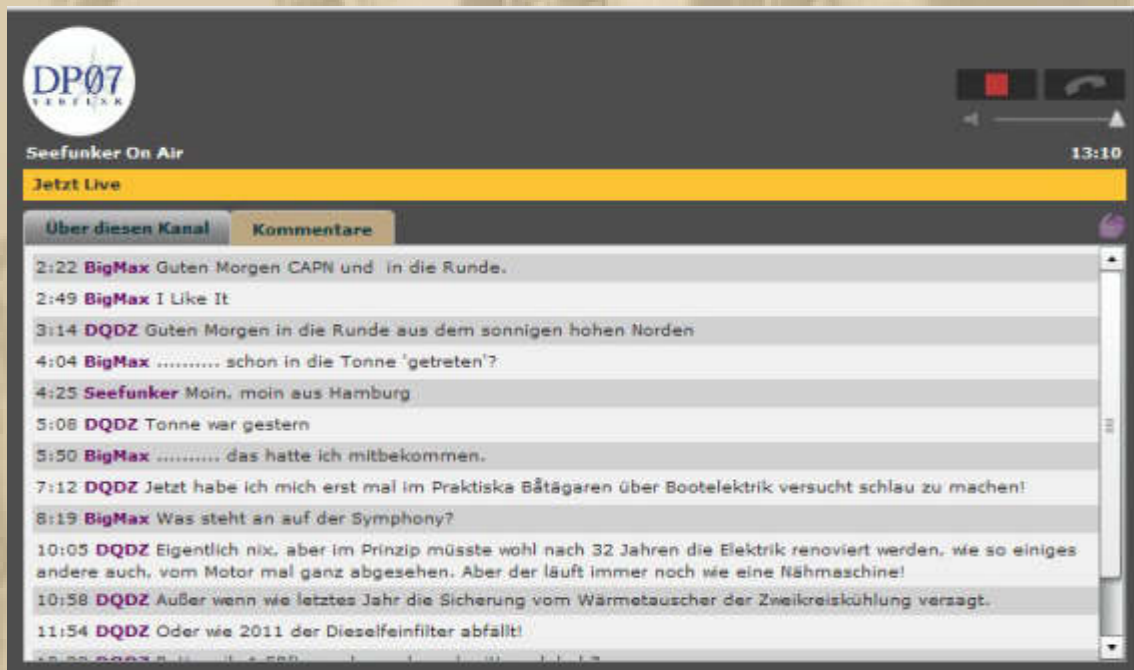 DP07
SEEFUNK
Seefunker On Air
13:10
Jetzt Live
Über diesen Kanal
Kommentare
2:22 BigMax Guten Morgen CAPN und in die Runde.
2:49 BigMax I Like It
3:14 DQDZ Guten Morgen in die Runde aus dem sonnigen hohen Norden
4:04 BigMax .......... schon in die Tonne 'getreten'?
4:25 Seefunker Moin, moin aus Hamburg
5:08 DQDZ Tonne war gestern
5:50 BigMax .......... das hatte ich mitbekommen.
7:12 DQDZ Jetzt habe ich mich erst mal im Praktiska Båtägaren über Bootelektrik versucht schlau zu machen!
8:19 BigMax Was steht an auf der Symphony?
10:05 DQDZ Eigentlich nix, aber im Prinzip müsste wohl nach 32 Jahren die Elektrik renoviert werden, wie so einiges
andere auch, vom Motor mal ganz abgesehen. Aber der läuft immer noch wie eine Nähmaschine!
10:58 DQDZ Außer wenn wie letztes Jahr die Sicherung vom Wärmetauscher der Zweikreiskühlung versagt.
11:54 DQDZ Oder wie 2011 der Dieselfeinfilter abfällt!
DQDZ